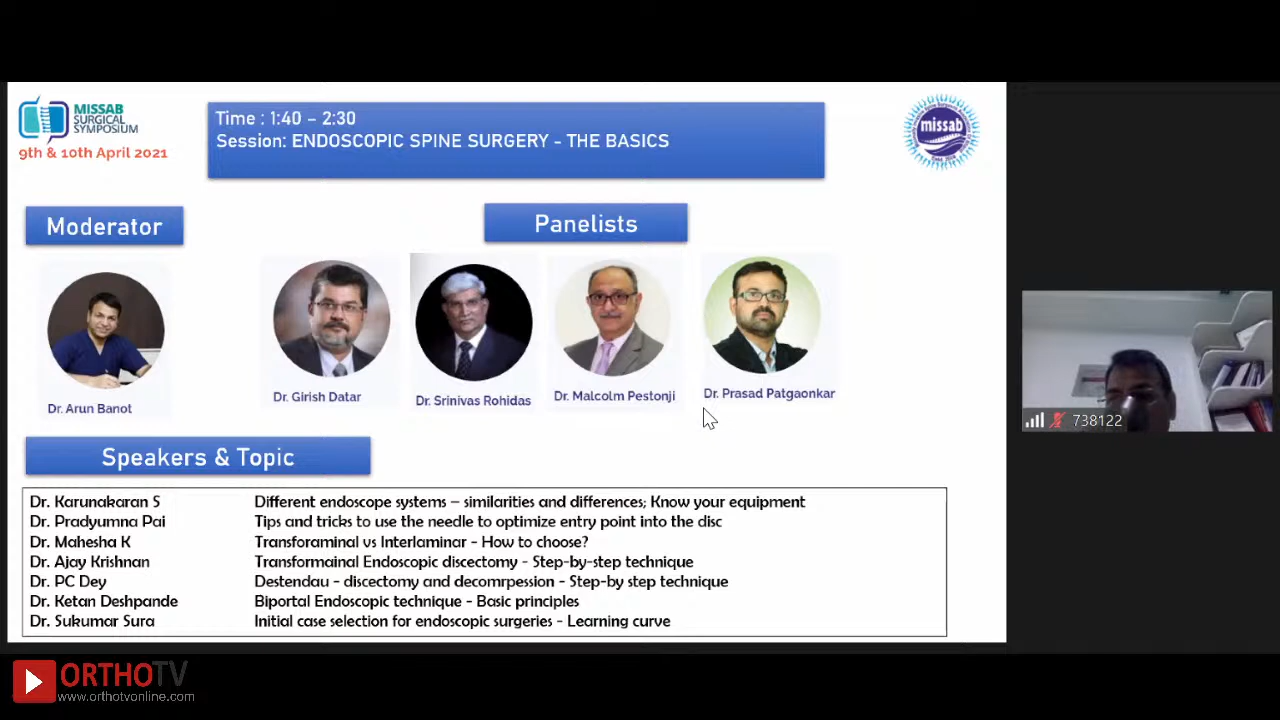 MISSAB
SURGICAL
SYMPOSIUM
9th & 10th April 2021
Time : 1:40 – 2:30
Session: ENDOSCOPIC SPINE SURGERY - THE BASICS
missab
Moderator
Panelists
Dr. Arun Banot
Dr. Girish Datar
Dr. Srinivas Rohidas
Dr. Malcolm Pestonji
Dr. Prasad Patgaonkar
738122
Speakers & Topic
Dr. Karunakaran S Different endoscope systems – similarities and differences; Know your equipment
Dr. Pradyumna Pai Tips and tricks to use the needle to optimize entry point into the disc
Dr. Mahesha K Transforaminal vs Interlaminar - How to choose?
Dr. Ajay Krishnan Transformainal Endoscopic discectomy - Step-by-step technique
Dr. PC Dey Destendau - discectomy and decomrpession - Step-by step technique
Dr. Ketan Deshpande Biportal Endoscopic technique - Basic principles
Dr. Sukumar Sura Initial case selection for endoscopic surgeries - Learning curve
ORTHOTV
www.orthotvonline.com